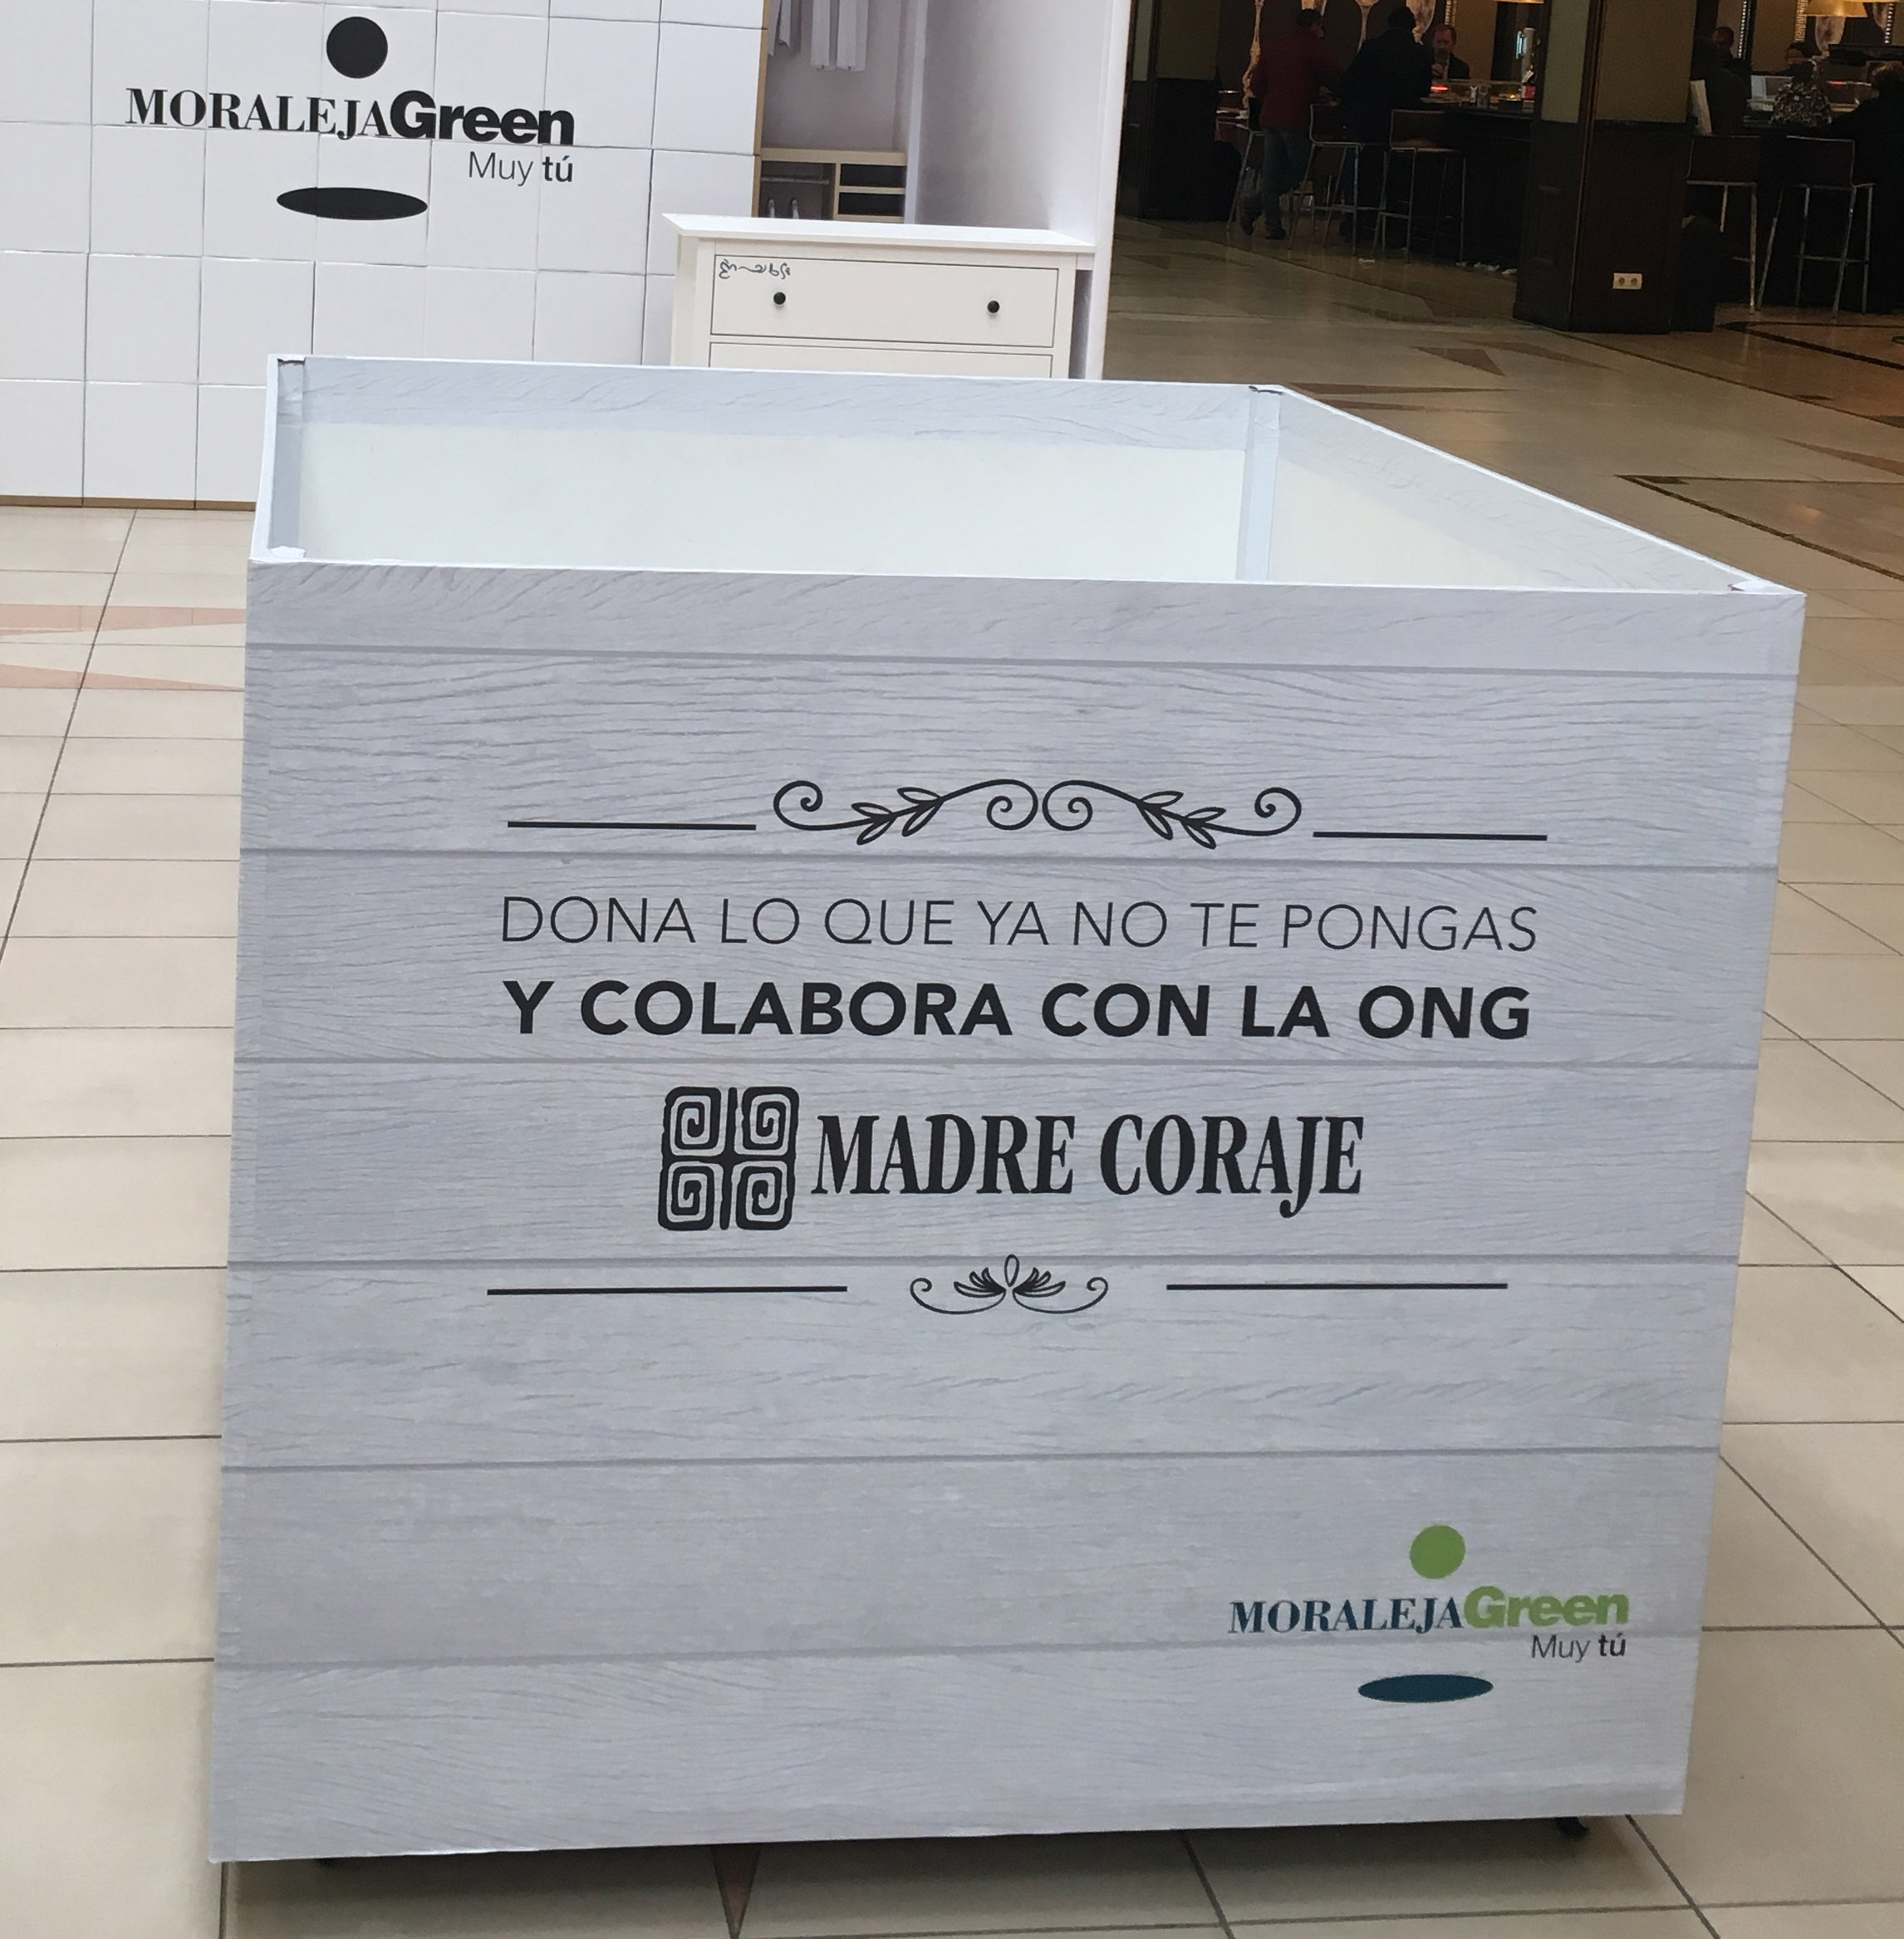 MORALEJAGreen
Muy tú
DONA LO QUE YA NO TE PONGAS
Y COLABORA CON LA ONG
MADRE CORAJE
MORALEJAGreen
Muy tú